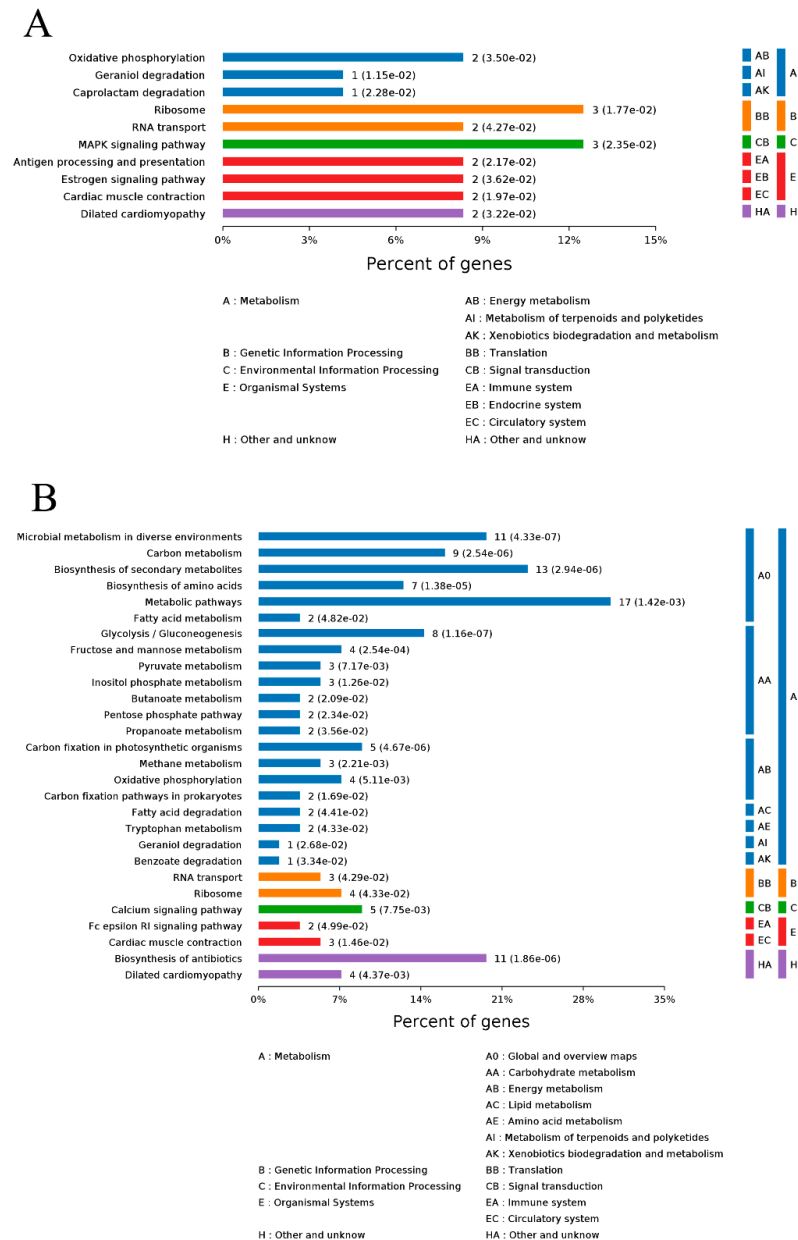 A
Oxidative phosphorylation 2 (3.50e-02) AB
Geraniol degradation 1 (1.15e-02) AI A
Caprolactam degradation 1 (2.28e-02) AK
Ribosome 3 (1.77e-02)
BB B
RNA transport 2 (4.27e-02)
MAPK signaling pathway 3 (2.35e-02) CB C
Antigen processing and presentation 2 (2.17e-02) EA
Estrogen signaling pathway 2 (3.62e-02) EB E
Cardiac muscle contraction 2 (1.97e-02) EC
Dilated cardiomyopathy 2 (3.22e-02) HA H
0% 3% 6% 9% 12% 15%
Percent of genes
A : Metabolism AB : Energy metabolism
AI : Metabolism of terpenoids and polyketides
AK : Xenobiotics biodegradation and metabolism
B : Genetic Information Processing BB : Translation
C : Environmental Information Processing CB : Signal transduction
E : Organismal Systems EA : Immune system
EB : Endocrine system
EC : Circulatory system
H : Other and unknow HA : Other and unknow
B
Microbial metabolism in diverse environments 11 (4.33e-07)
Carbon metabolism 9 (2.54e-06)
Biosynthesis of secondary metabolites 13 (2.94e-06)
A0
Biosynthesis of amino acids 7 (1.38e-05)
Metabolic pathways 17 (1.42e-03)
Fatty acid metabolism 2 (4.82e-02)
Glycolysis / Gluconeogenesis 8 (1.16e-07)
Fructose and mannose metabolism 4 (2.54e-04)
Pyruvate metabolism 3 (7.17e-03)
Inositol phosphate metabolism 3 (1.26e-02) AA
Butanoate metabolism 2 (2.09e-02) A
Pentose phosphate pathway 2 (2.34e-02)
Propanoate metabolism 2 (3.56e-02)
Carbon fixation in photosynthetic organisms 5 (4.67e-06)
Methane metabolism 3 (2.21e-03)
AB
Oxidative phosphorylation 4 (5.11e-03)
Carbon fixation pathways in prokaryotes 2 (1.69e-02)
Fatty acid degradation 2 (4.41e-02) AC
Tryptophan metabolism 2 (4.33e-02) AE
Geraniol degradation 1 (2.68e-02) AI
Benzoate degradation 1 (3.34e-02) AK
RNA transport 3 (4.29e-02)
BB B
Ribosome 4 (4.33e-02)
Calcium signaling pathway 5 (7.75e-03) CB C
Fc epsilon RI signaling pathway 2 (4.99e-02) EA
E
Cardiac muscle contraction 3 (1.46e-02) EC
Biosynthesis of antibiotics 11 (1.86e-06)
HA H
Dilated cardiomyopathy 4 (4.37e-03)
0% 7% 14% 21% 28% 35%
Percent of genes
A : Metabolism A0 : Global and overview maps
AA : Carbohydrate metabolism
AB : Energy metabolism
AC : Lipid metabolism
AE : Amino acid metabolism
AI : Metabolism of terpenoids and polyketides
AK : Xenobiotics biodegradation and metabolism
B : Genetic Information Processing BB : Translation
C : Environmental Information Processing CB : Signal transduction
E : Organismal Systems EA : Immune system
EC : Circulatory system
H : Other and unknow HA : Other and unknow